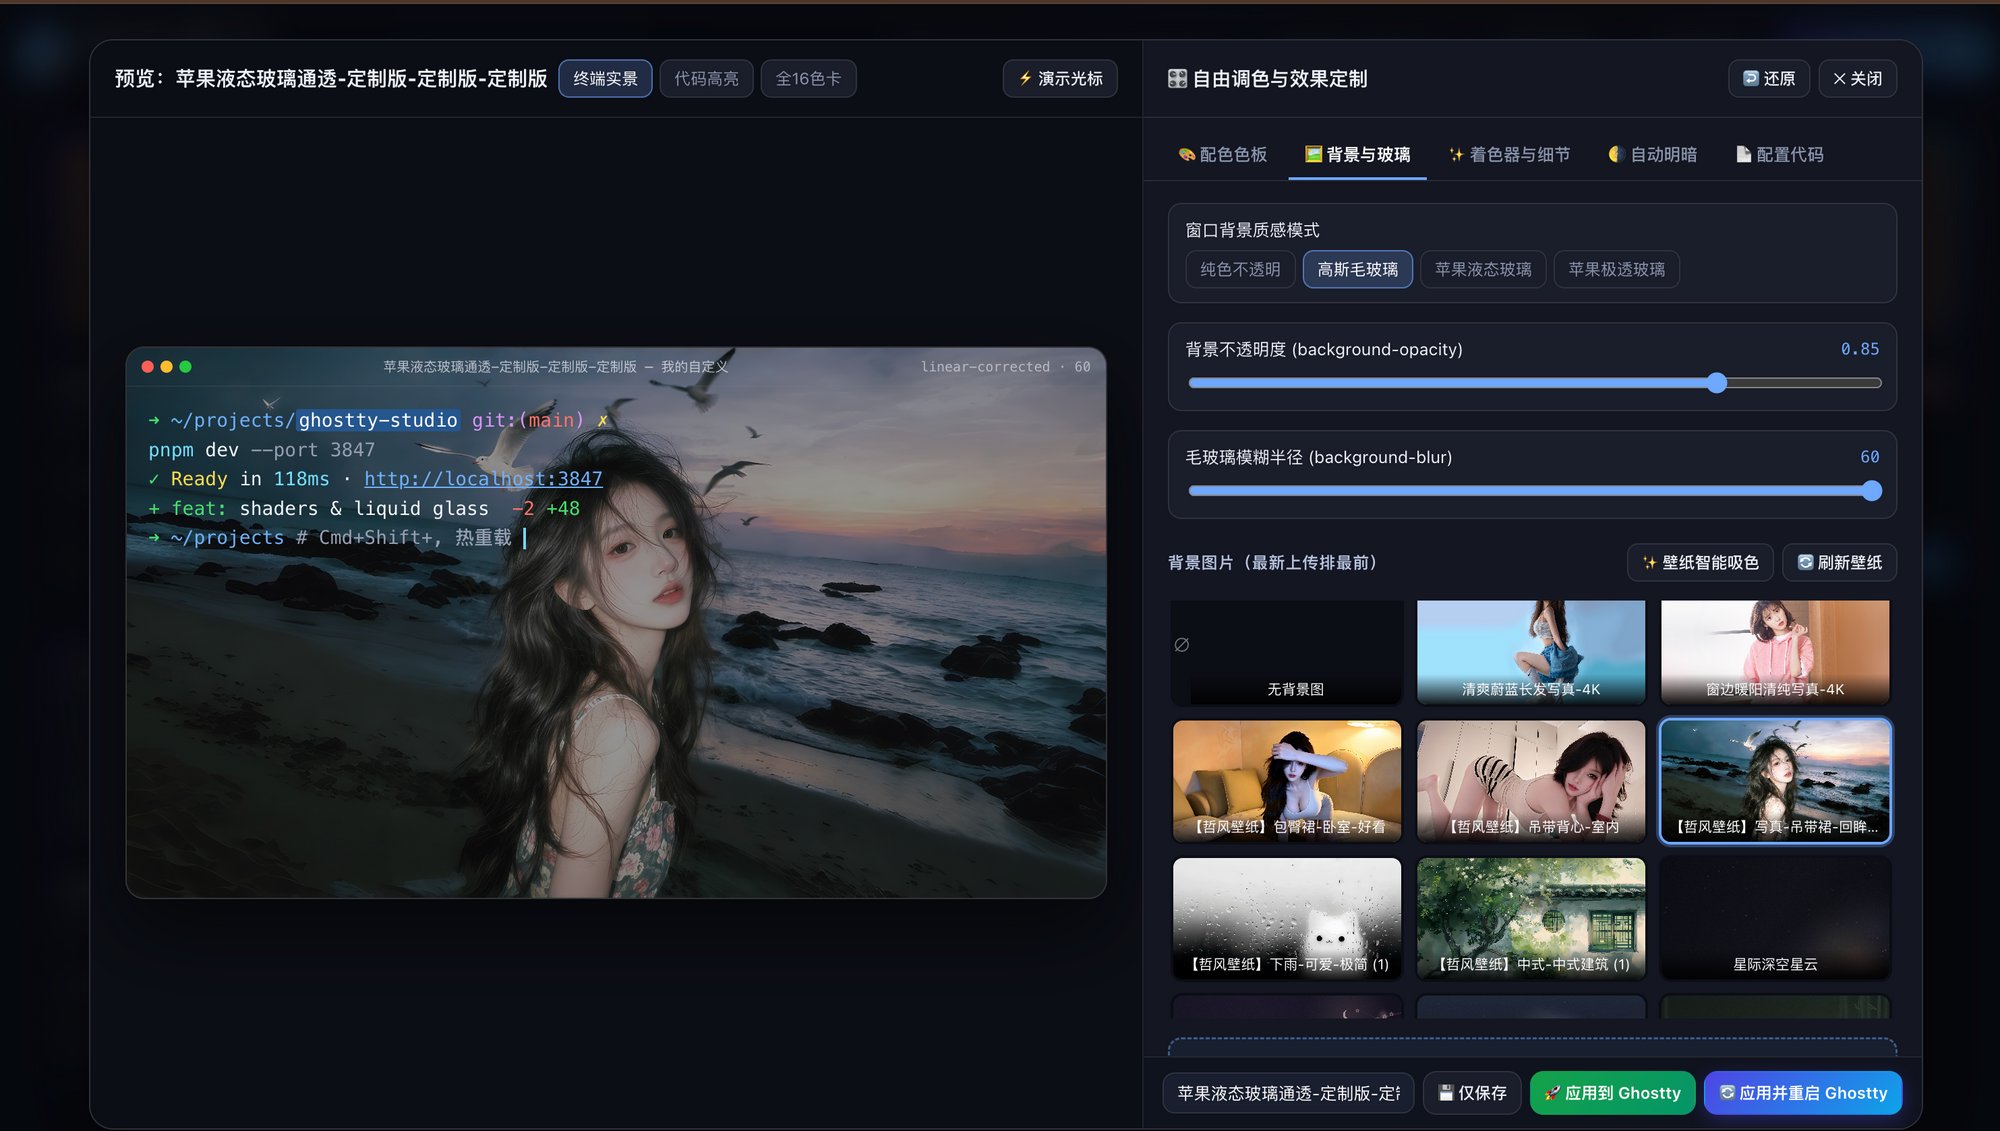 预览：苹果液态玻璃通透-定制版-定制版-定制版
终端实景
代码高亮
全16色卡
⚡ 演示光标
自由调色与效果定制
还原
✕ 关闭
配色色板
背景与玻璃
着色器与细节
自动明暗
配置代码
窗口背景质感模式
纯色不透明
高斯毛玻璃
苹果液态玻璃
苹果极透玻璃
背景不透明度 (background-opacity)
0.85
毛玻璃模糊半径 (background-blur)
60
背景图片（最新上传排最前）
✨ 壁纸智能吸色
刷新壁纸
无背景图
清爽蔚蓝长发写真-4K
窗边暖阳清纯写真-4K
【哲风壁纸】包臀裙-卧室-好看
【哲风壁纸】吊带背心-室内
【哲风壁纸】写真-吊带裙-回眸...
【哲风壁纸】下雨-可爱-极简 (1)
【哲风壁纸】中式-中式建筑 (1)
星际深空星云
苹果液态玻璃通透-定制版-定
仅保存
应用到 Ghostty
应用并重启 Ghostty
苹果液态玻璃通透-定制版-定制版-定制版 — 我的自定义
linear-corrected · 60
➜ ~/projects/ghostty-studio git:(main) ✗
pnpm dev --port 3847
✓ Ready in 118ms · http://localhost:3847
+ feat: shaders & liquid glass -2 +48
➜ ~/projects # Cmd+Shift+, 热重载